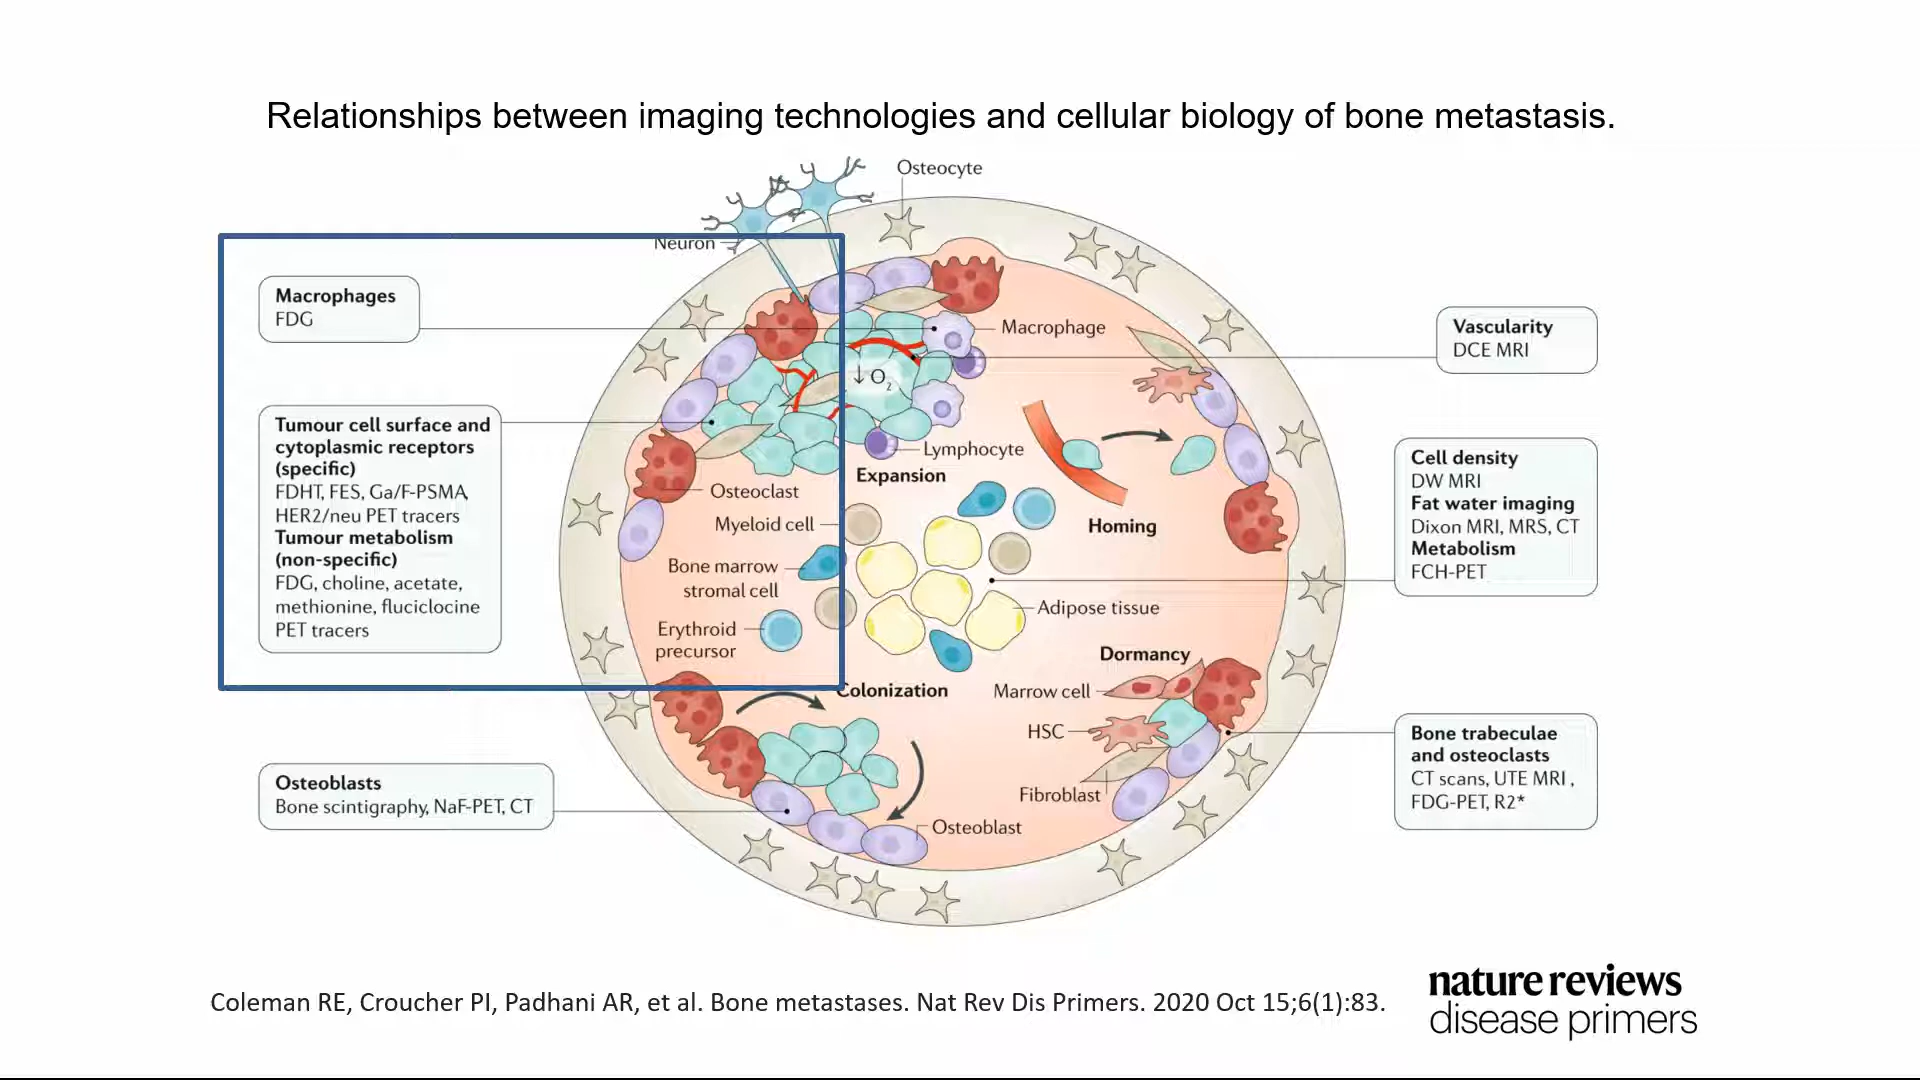 Relationships between imaging technologies and cellular biology of bone metastasis.
Osteocyte
Neuron
Macrophages
FDG
Macrophage
Vascularity
DCE MRI
↓O2
Tumour cell surface and
cytoplasmic receptors
(specific)
FDHT, FES, Ga/F-PSMA,
HER2/neu PET tracers
Tumour metabolism
(non-specific)
FDG, choline, acetate,
methionine, fluciclocine
PET tracers
Lymphocyte
Expansion
Osteoclast
Myeloid cell
Bone marrow
stromal cell
Erythroid
precursor
Homing
Adipose tissue
Cell density
DW MRI
Fat water imaging
Dixon MRI, MRS, CT
Metabolism
FCH-PET
Dormancy
Colonization
Marrow cell
HSC
Fibroblast
Osteoblast
Osteoblasts
Bone scintigraphy, NaF-PET, CT
Bone trabeculae
and osteoclasts
CT scans, UTE MRI,
FDG-PET, R2*
Coleman RE, Croucher PI, Padhani AR, et al. Bone metastases. Nat Rev Dis Primers. 2020 Oct 15;6(1):83.
nature reviews
disease primers